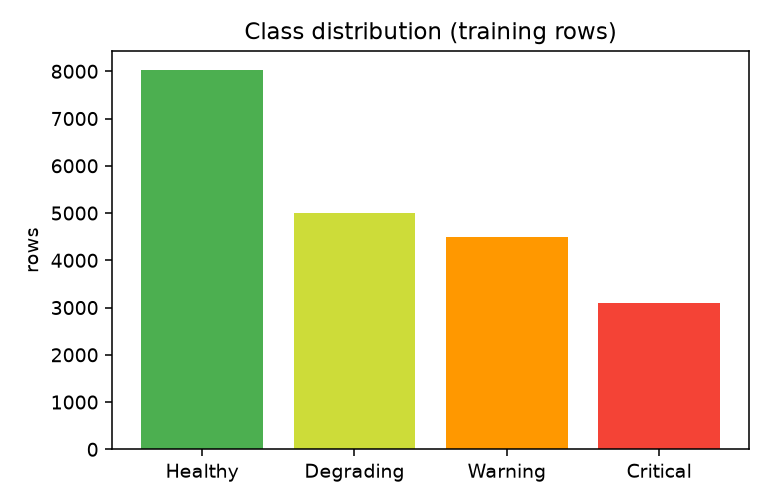 Class distribution (training rows)
8000
7000
6000
5000
4000
3000
2000
1000
0
rows
Healthy
Degrading
Warning
Critical